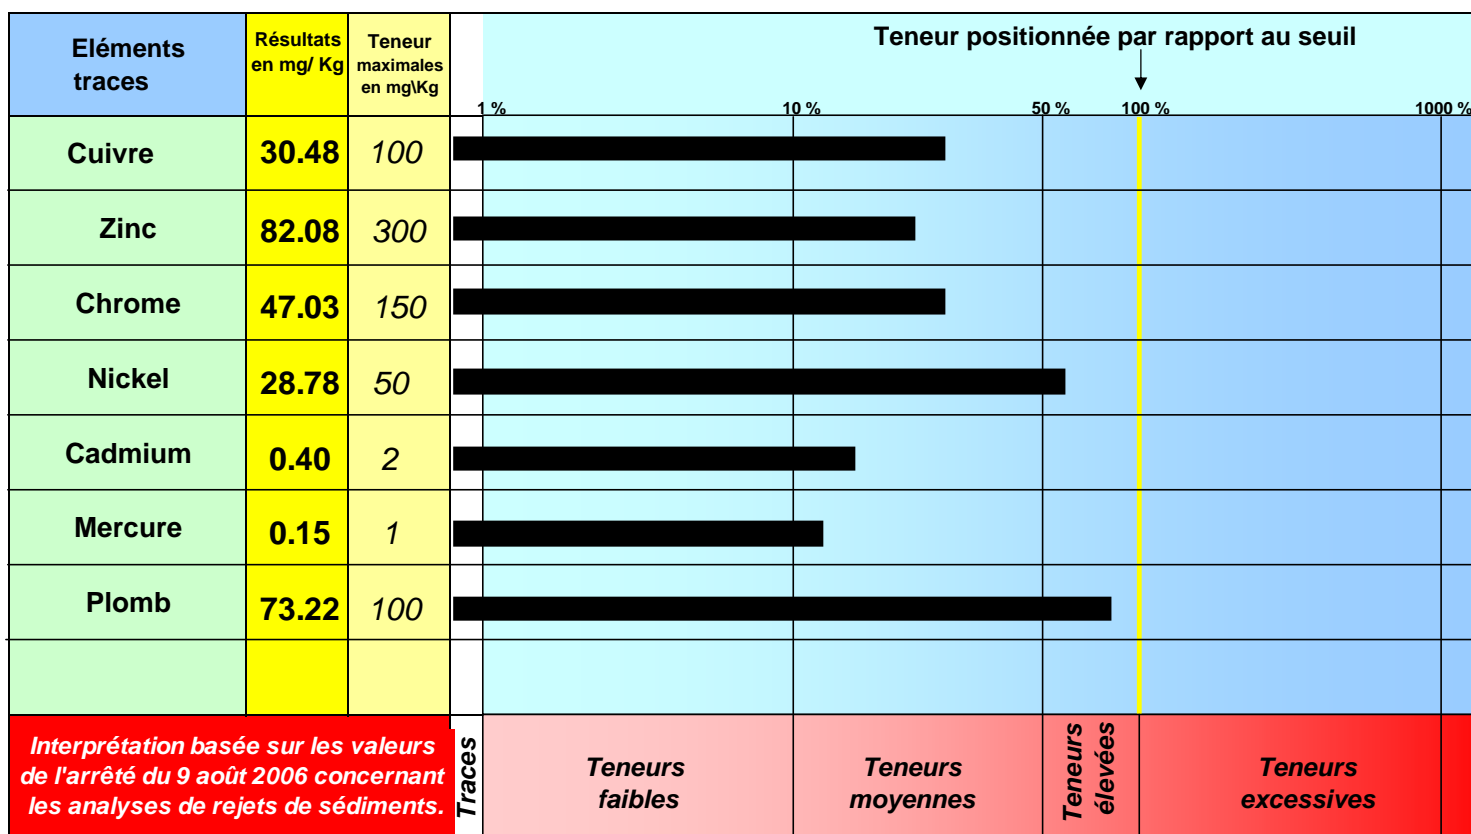 Eléments
traces
Résultats
en mg/ Kg
Teneur
maximales
en mg\Kg
Teneur positionnée par rapport au seuil
1 %
10 %
50 %
100 %
1000 %
Cuivre
30.48
100
Zinc
82.08
300
Chrome
47.03
150
Nickel
28.78
50
Cadmium
0.40
2
Mercure
0.15
1
Plomb
73.22
100
Interprétation basée sur les valeurs
de l'arrêté du 9 août 2006 concernant
les analyses de rejets de sédiments.
Traces
Teneurs
faibles
Teneurs
moyennes
Teneurs
élevées
Teneurs
excessives